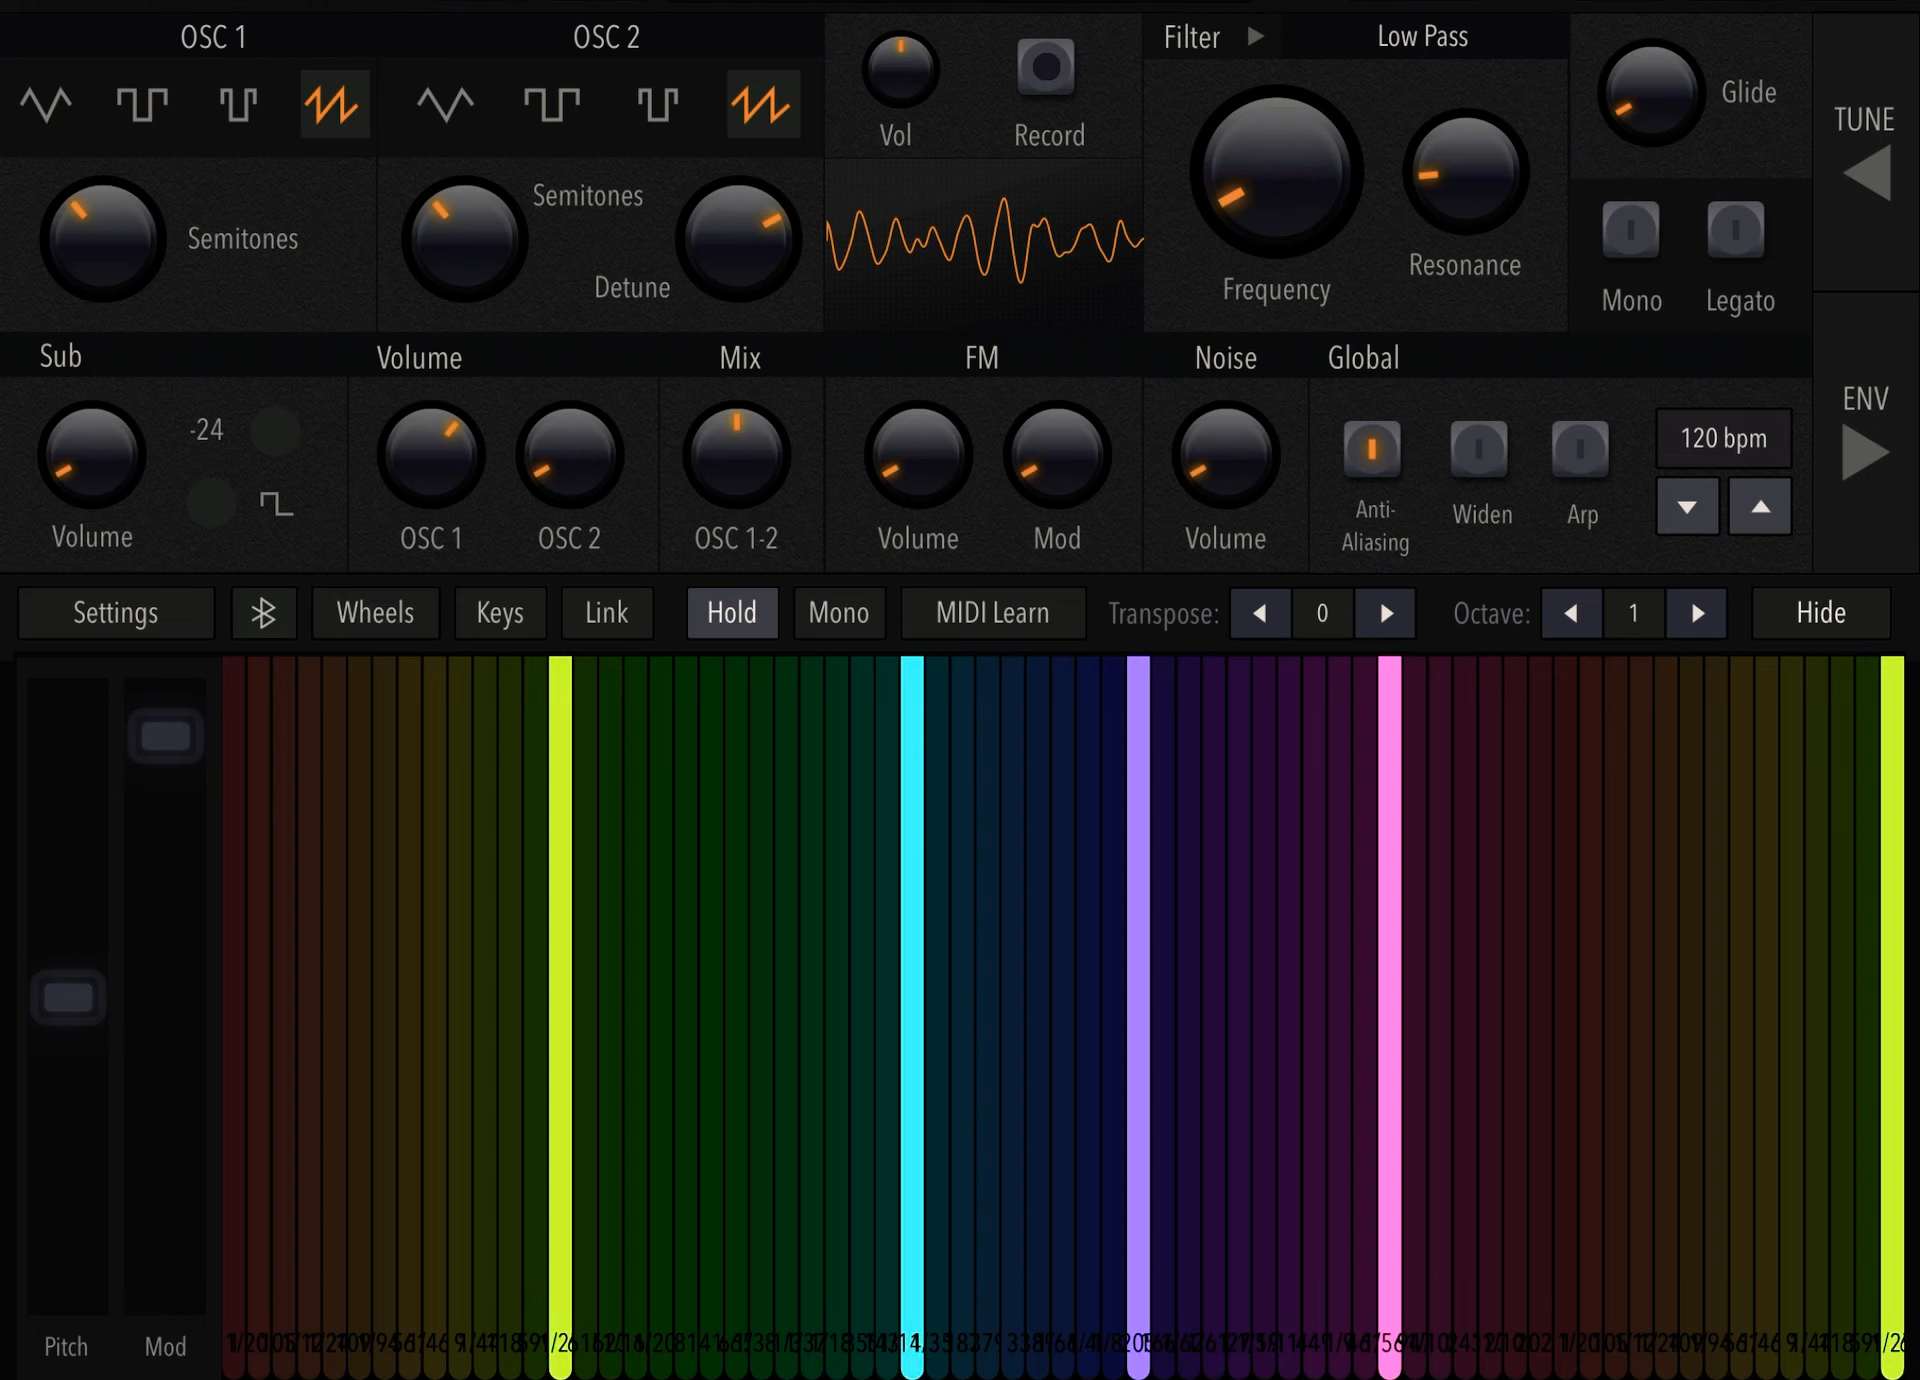 OSC 1
OSC 2
Vol
Record
Filter
Low Pass
Glide
TUNE
Semitones
Semitones
Detune
Frequency
Resonance
Mono
Legato
Sub
Volume
Mix
FM
Noise
Global
ENV
-24
120 bpm
Volume
OSC 1
OSC 2
OSC 1-2
Volume
Mod
Volume
Anti-
Aliasing
Widen
Arp
Settings
Wheels
Keys
Link
Hold
Mono
MIDI Learn
Transpose:
0
Octave:
1
Hide
Pitch
Mod